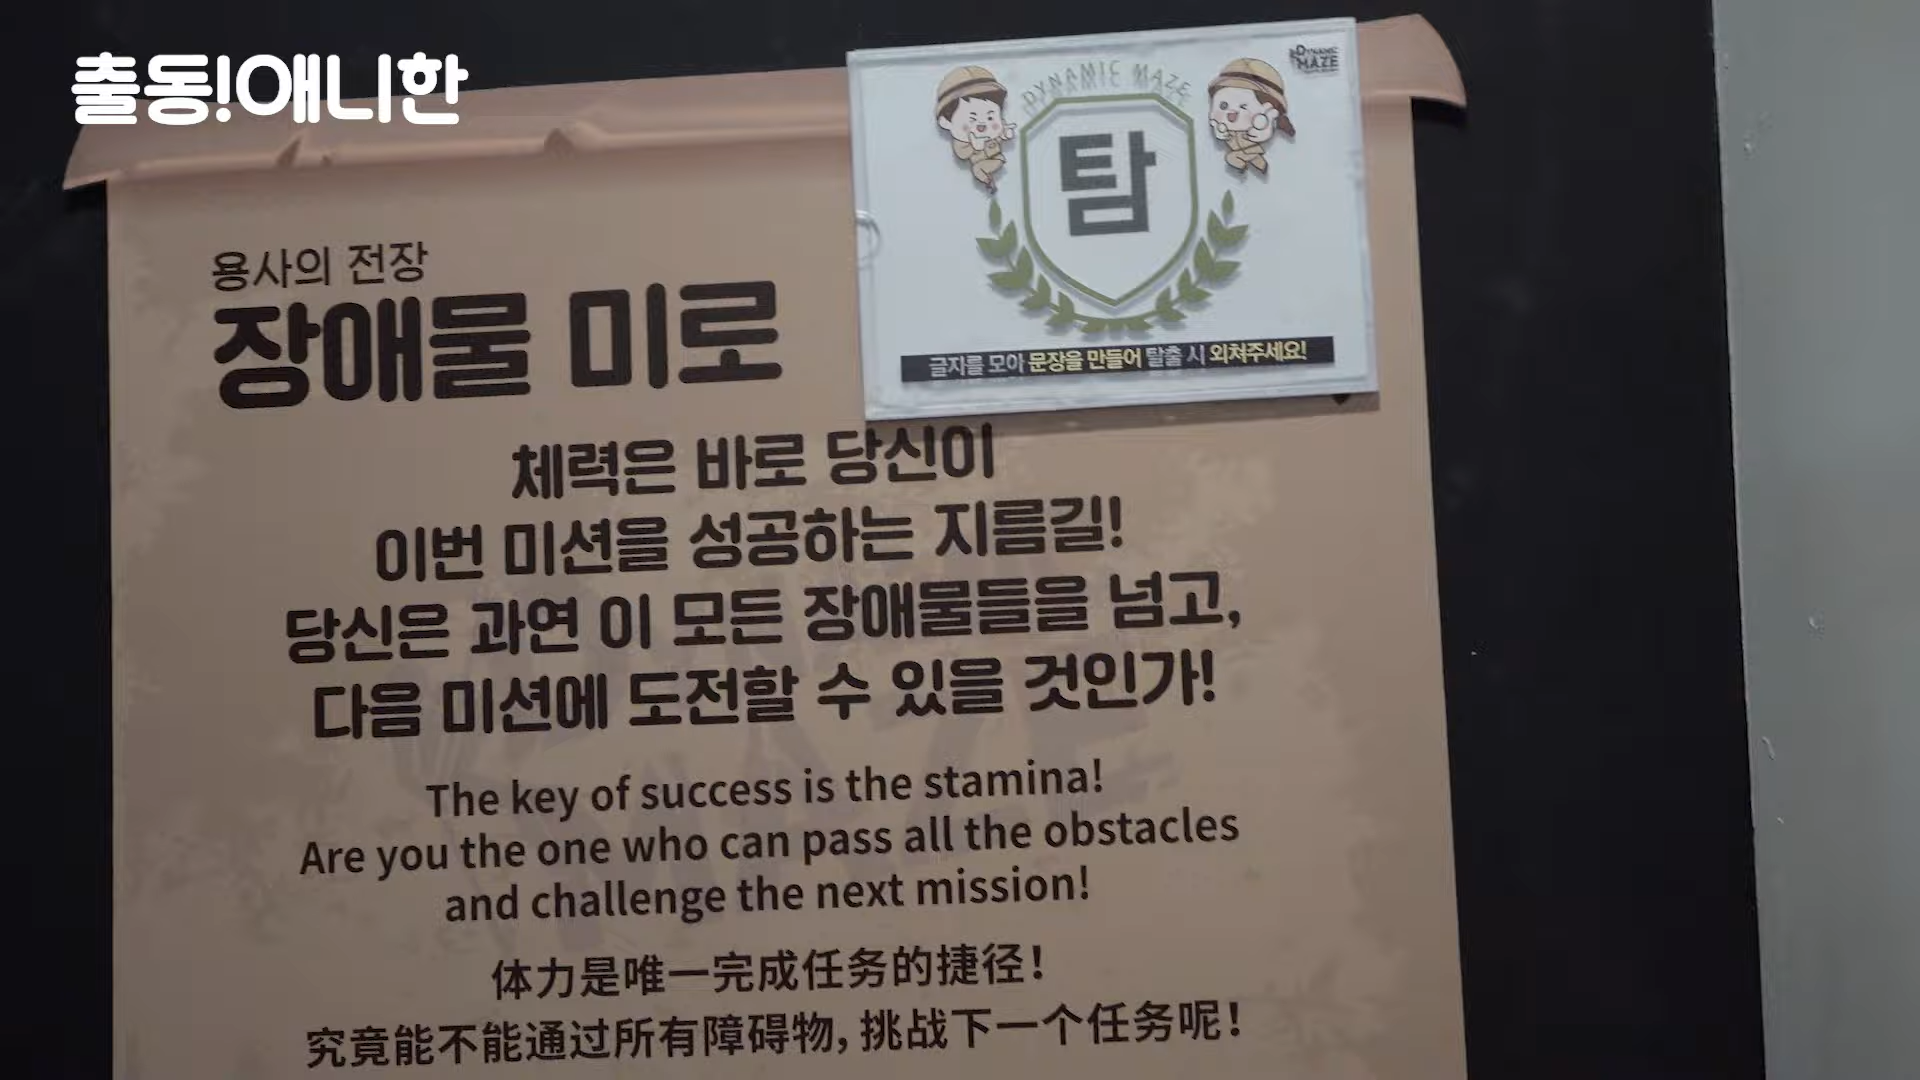 출동!애니한
DYNAMIC MAZE
DYNAMIC MAZE
탐
글자를 모아 문장을 만들어 탈출 시 외쳐주세요!
용사의 전장
장애물 미로
체력은 바로 당신이
이번 미션을 성공하는 지름길!
당신은 과연 이 모든 장애물들을 넘고,
다음 미션에 도전할 수 있을 것인가!
The key of success is the stamina!
Are you the one who can pass all the obstacles
and challenge the next mission!
体力是唯一完成任务的捷径!
究竟能不能通过所有障碍物,挑战下一个任务呢!